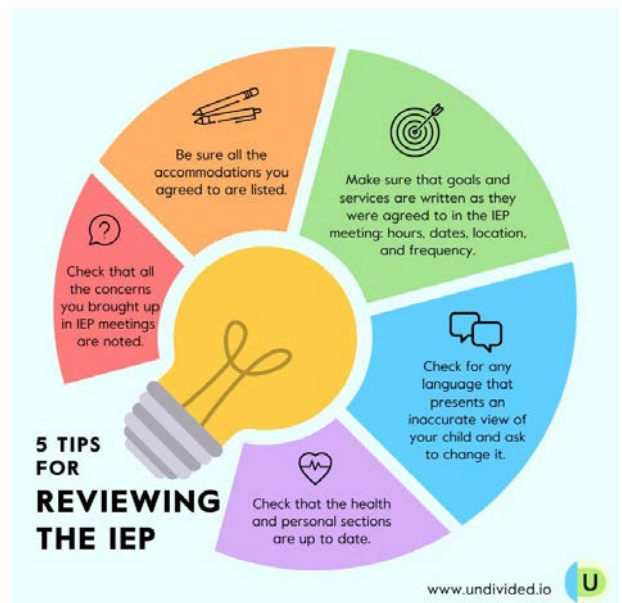 Be sure all the
accommodations you
agreed to are listed.
Make sure that goals and
services are written as they
were agreed to in the IEP
meeting: hours, dates, location,
and frequency.
Check that all
the concerns
you brought up
in IEP meetings
are noted.
Check for any
language that
presents an
inaccurate view of
your child and ask
to change it.
Check that the health
and personal sections
are up to date.
5 TIPS
FOR
REVIEWING
THE IEP
www.undivided.io
U